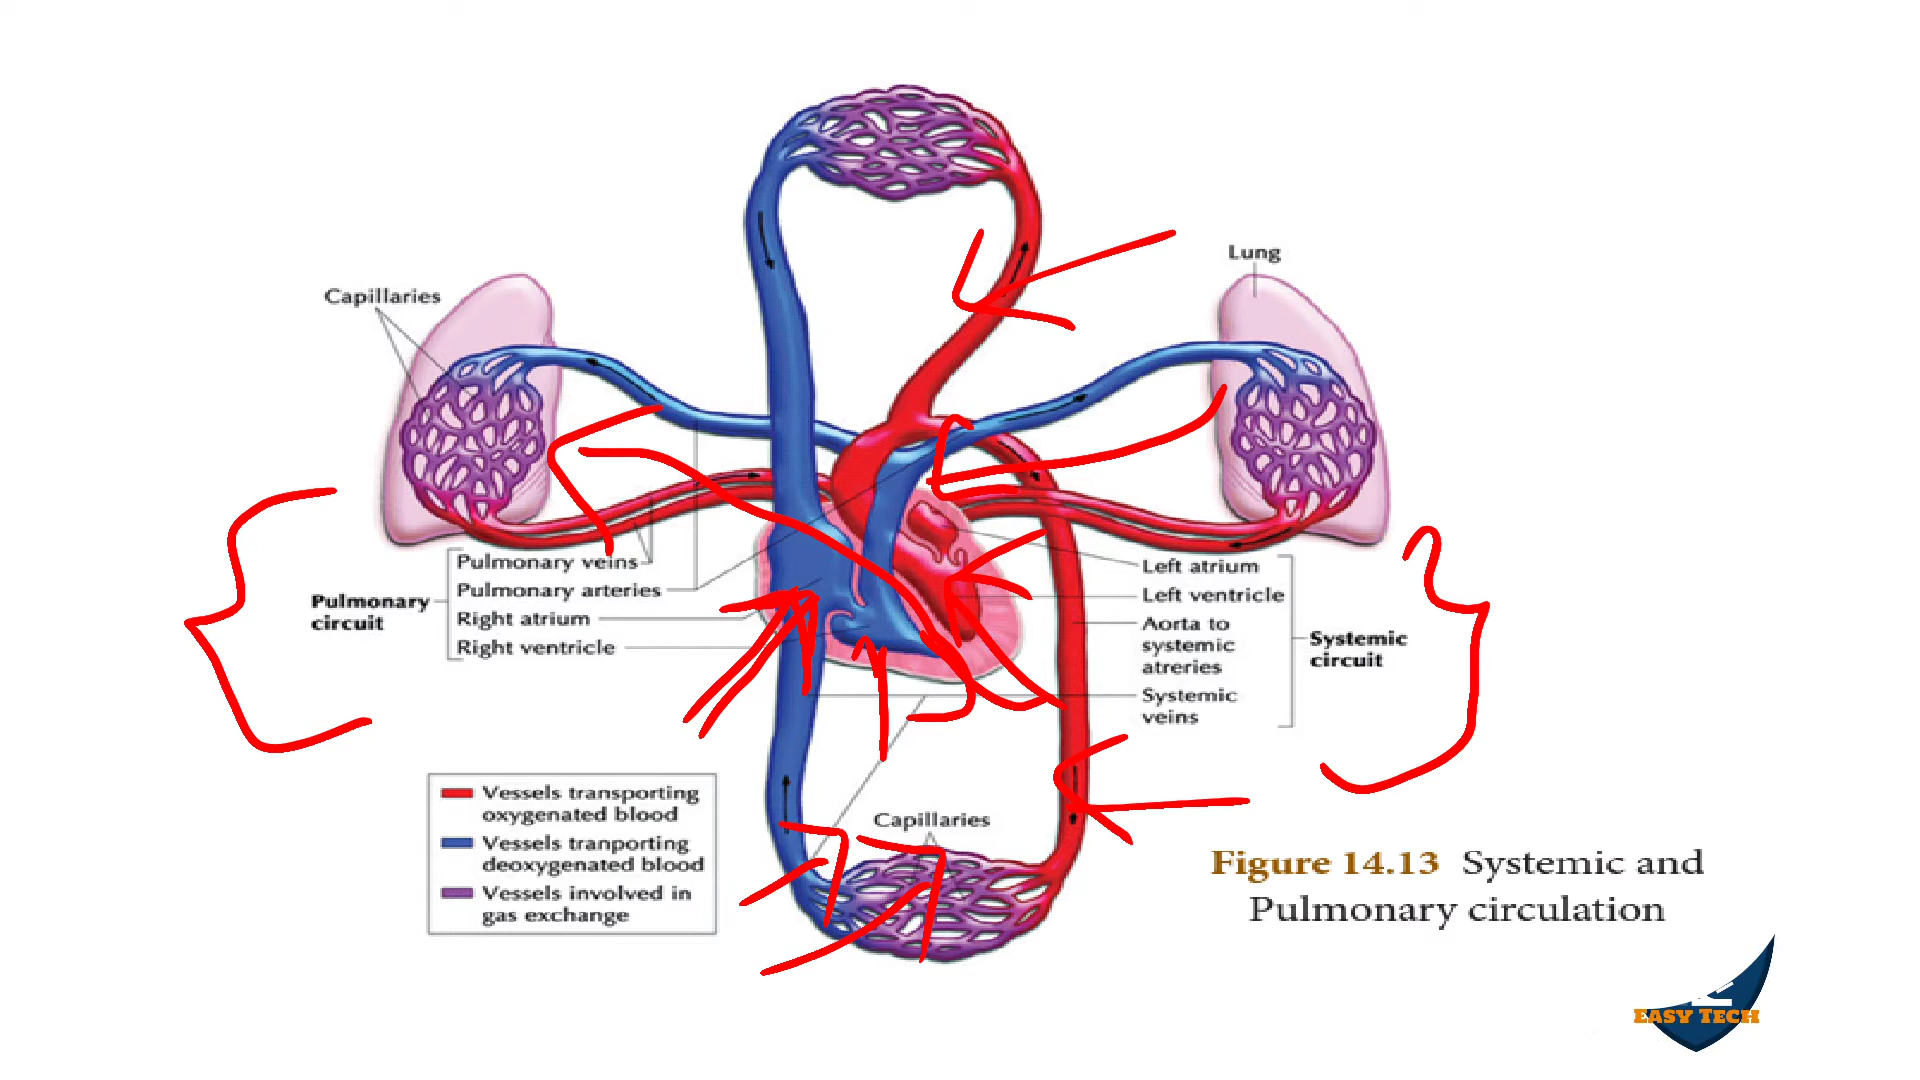 Lung
Capillaries
Pulmonary veins
Pulmonary arteries
Right atrium
Right ventricle
Pulmonary
circuit
Left atrium
Left ventricle
Aorta to
systemic
atreries
Systemic
veins
Systemic
circuit
Vessels transporting
oxygenated blood
Vessels tranporting
deoxygenated blood
Vessels involved in
gas exchange
Capillaries
Figure 14.13 Systemic and
Pulmonary circulation
EASY TECH